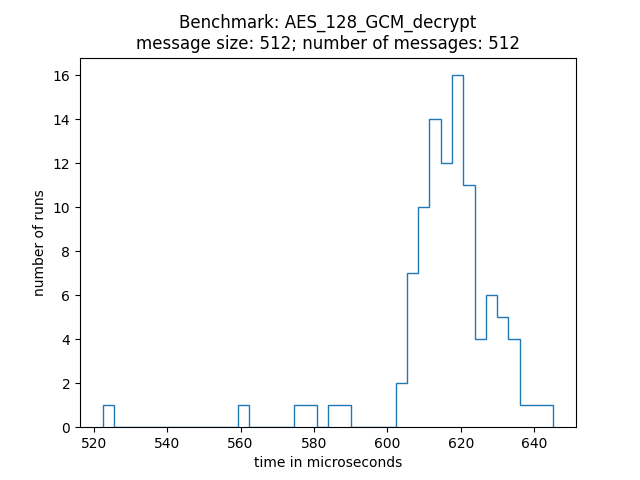 Benchmark: AES_128_GCM_decrypt
message size: 512; number of messages: 512
16
14
12
10
8
6
4
2
0
number of runs
520 540 560 580 600 620 640
time in microseconds